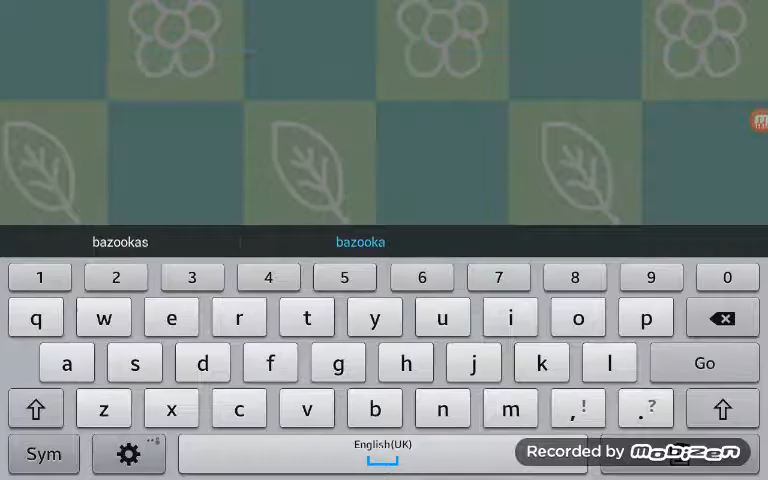 bazookas bazooka
1 2 3 4 5 6 7 8 9 0
q w e r t y u i o p
a s d f g h j k l Go
z x c v b n m ,! .?
Sym English(UK) Recorded by mobizen